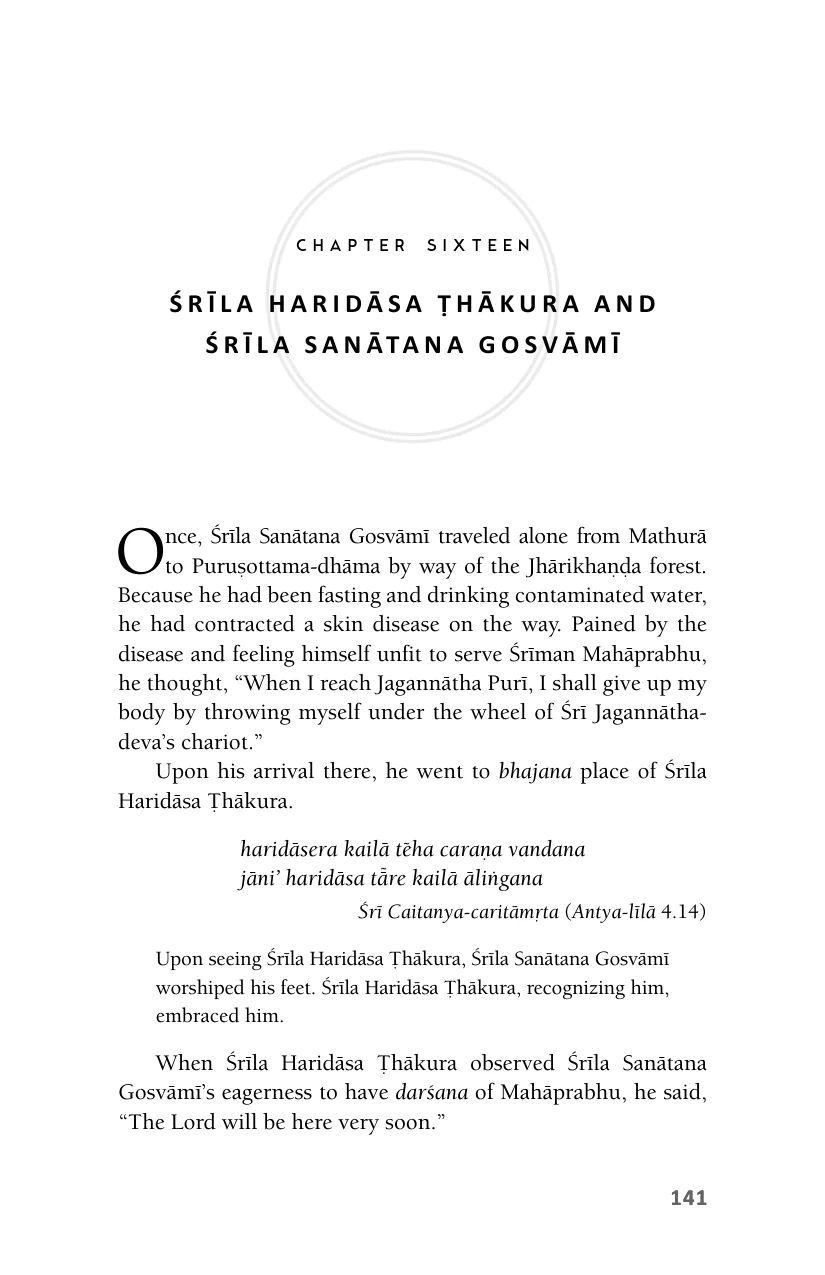 CHAPTER SIXTEEN
ŚRĪLA HARIDĀSA ṬHĀKURA AND
ŚRĪLA SANĀTANA GOSVĀMĪ
Once, Śrīla Sanātana Gosvāmī traveled alone from Mathurā
to Puruṣottama-dhāma by way of the Jhārikhaṇḍa forest.
Because he had been fasting and drinking contaminated water,
he had contracted a skin disease on the way. Pained by the
disease and feeling himself unfit to serve Śrīman Mahāprabhu,
he thought, “When I reach Jagannātha Purī, I shall give up my
body by throwing myself under the wheel of Śrī Jagannātha-
deva’s chariot.”
Upon his arrival there, he went to bhajana place of Śrīla
Haridāsa Ṭhākura.
haridāsera kailā tẽha caraṇa vandana
jāni’ haridāsa tā̃re kailā āliṅgana
Śrī Caitanya-caritāmṛta (Antya-līlā 4.14)
Upon seeing Śrīla Haridāsa Ṭhākura, Śrīla Sanātana Gosvāmī
worshiped his feet. Śrīla Haridāsa Ṭhākura, recognizing him,
embraced him.
When Śrīla Haridāsa Ṭhākura observed Śrīla Sanātana
Gosvāmī’s eagerness to have darśana of Mahāprabhu, he said,
“The Lord will be here very soon.”
141